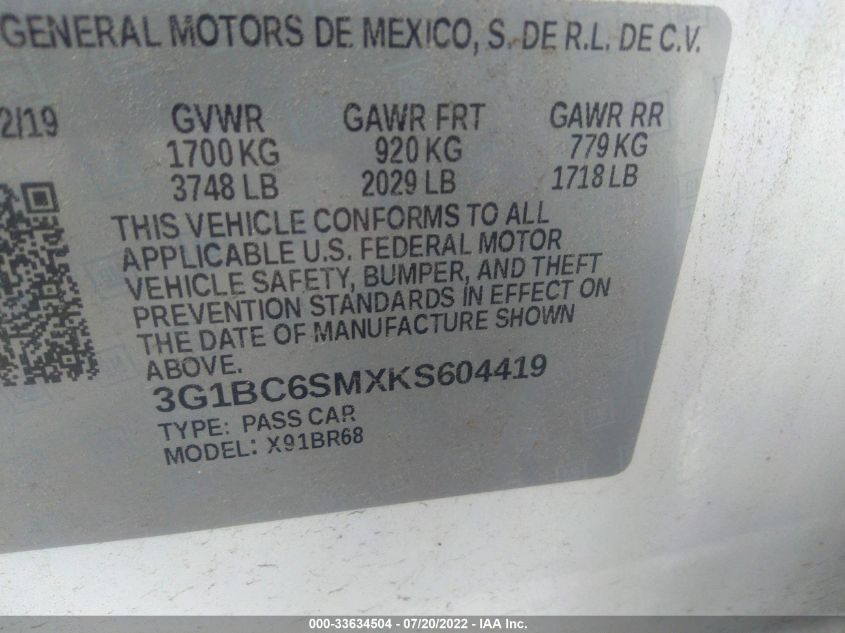 GENERAL MOTORS DE MEXICO, S. DE R.L. DE C.V.
2/19 GVWR GAWR FRT GAWR RR
1700 KG 920 KG 779 KG
3748 LB 2029 LB 1718 LB
THIS VEHICLE CONFORMS TO ALL
APPLICABLE U.S. FEDERAL MOTOR
VEHICLE SAFETY, BUMPER, AND THEFT
PREVENTION STANDARDS IN EFFECT ON
THE DATE OF MANUFACTURE SHOWN
ABOVE.
3G1BC6SMXKS604419
TYPE: PASS CAR
MODEL: X91BR68
000-33634504 - 07/20/2022 - IAA Inc.